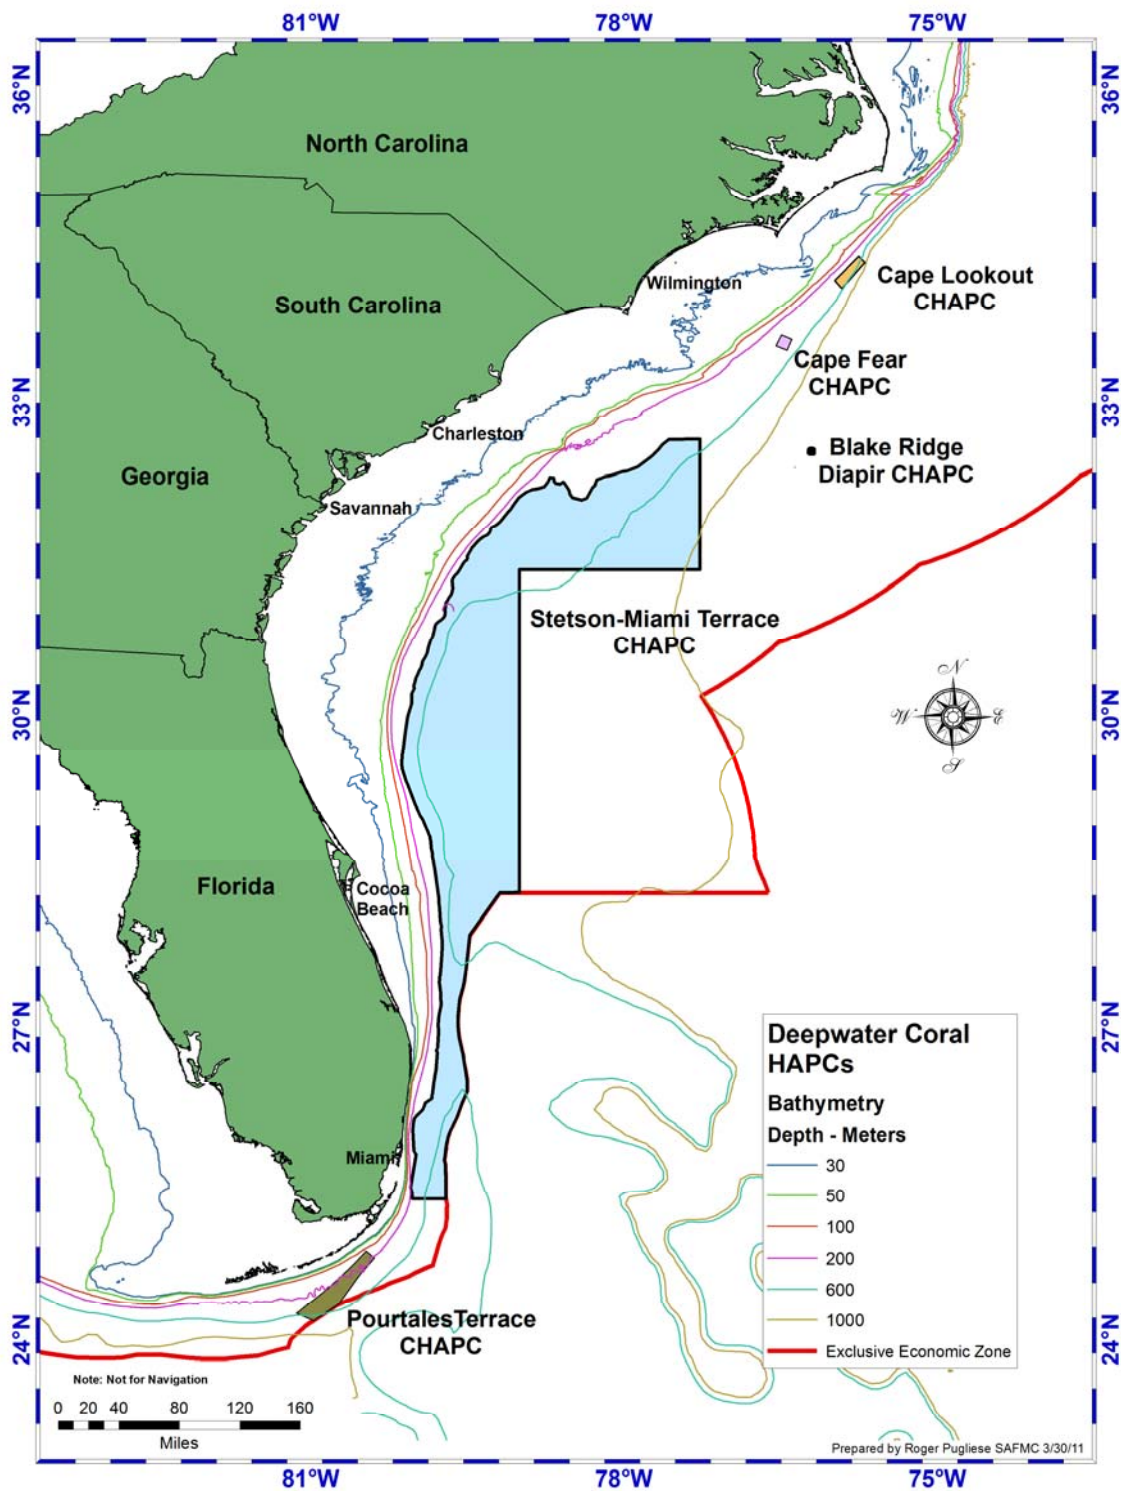 81°W 78°W 75°W
36°N 36°N
North Carolina
South Carolina
Wilmington
Cape Lookout
CHAPC
Cape Fear
CHAPC
33°N 33°N
Charleston
Blake Ridge
Diapir CHAPC
Georgia
Savannah
Stetson-Miami Terrace
CHAPC
N
W E
S
30°N 30°N
Florida
Cocoa
Beach
27°N 27°N
Deepwater Coral
HAPCs
Bathymetry
Depth - Meters
30
50
100
200
600
1000
Exclusive Economic Zone
Miami
PourtalesTerrace
CHAPC
24°N 24°N
Note: Not for Navigation
0 20 40 80 120 160
Miles
Prepared by Roger Pugliese SAFMC 3/30/11
81°W 78°W 75°W